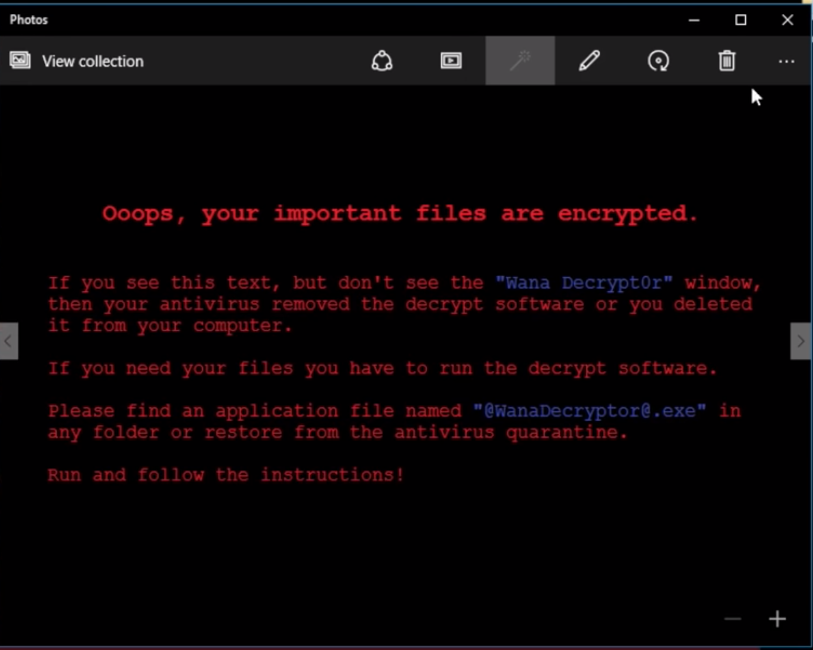 Photos
View collection
Ooops, your important files are encrypted.
If you see this text, but don't see the "Wana Decrypt0r" window,
then your antivirus removed the decrypt software or you deleted
it from your computer.
If you need your files you have to run the decrypt software.
Please find an application file named "@WanaDecryptor@.exe" in
any folder or restore from the antivirus quarantine.
Run and follow the instructions!